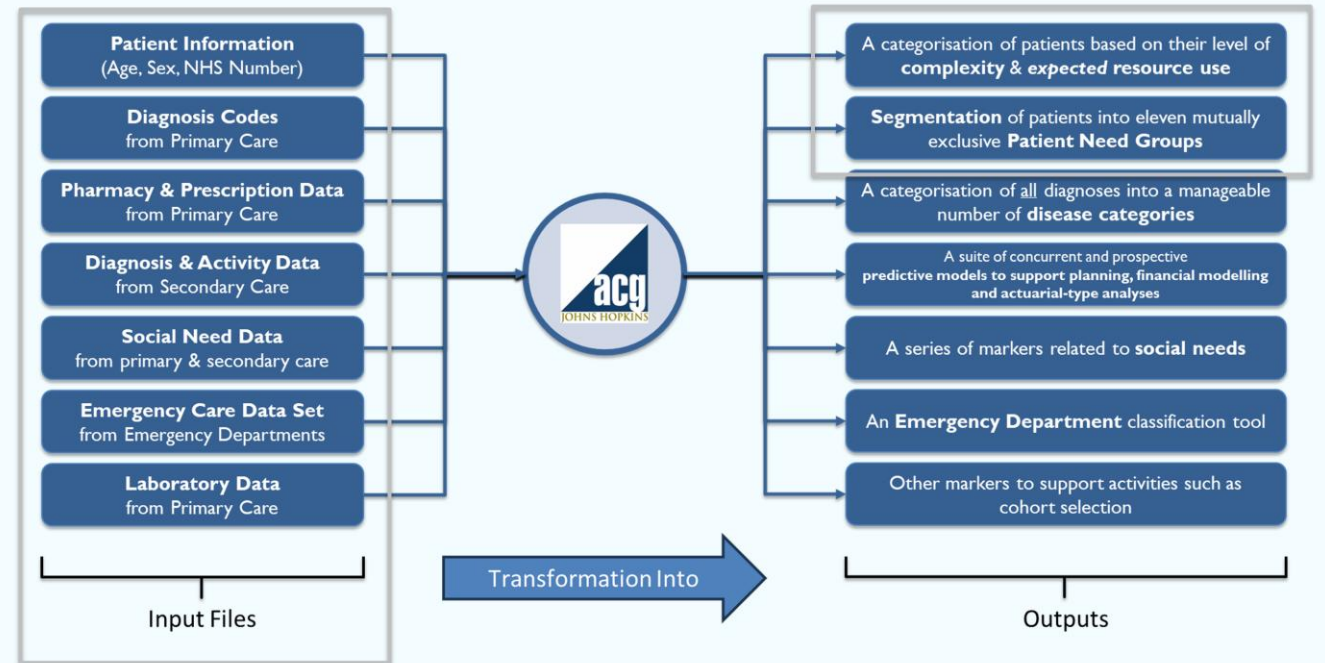 Patient Information
(Age, Sex, NHS Number)
Diagnosis Codes
from Primary Care
Pharmacy & Prescription Data
from Primary Care
Diagnosis & Activity Data
from Secondary Care
Social Need Data
from primary & secondary care
Emergency Care Data Set
from Emergency Departments
Laboratory Data
from Primary Care
Input Files
acg
JOHNS HOPKINS
Transformation Into
A categorisation of patients based on their level of
complexity & expected resource use
Segmentation of patients into eleven mutually
exclusive Patient Need Groups
A categorisation of all diagnoses into a manageable
number of disease categories
A suite of concurrent and prospective
predictive models to support planning, financial modelling
and actuarial-type analyses
A series of markers related to social needs
An Emergency Department classification tool
Other markers to support activities such as
cohort selection
Outputs